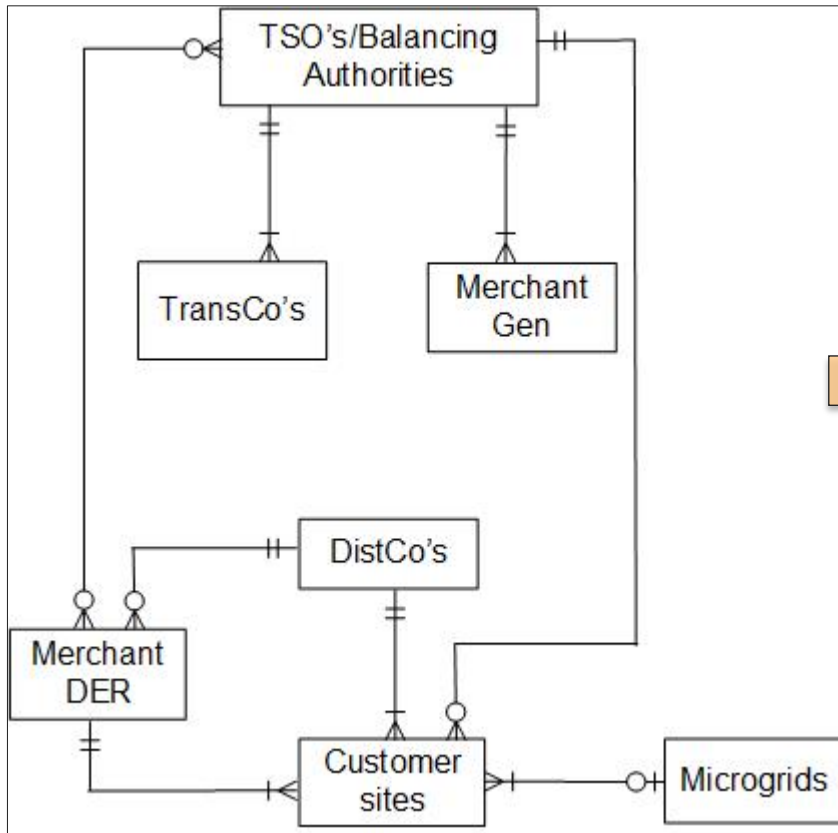 TSO's/Balancing
Authorities
TransCo's
Merchant
Gen
DistCo's
Merchant
DER
Customer
sites
Microgrids